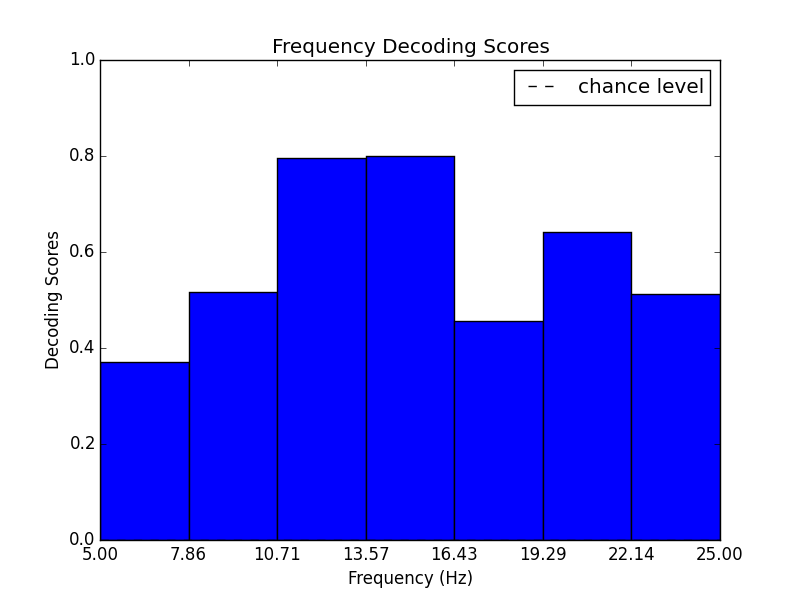 Frequency Decoding Scores
chance level
1.0
0.8
0.6
0.4
0.2
0.0
Decoding Scores
5.00 7.86 10.71 13.57 16.43 19.29 22.14 25.00
Frequency (Hz)